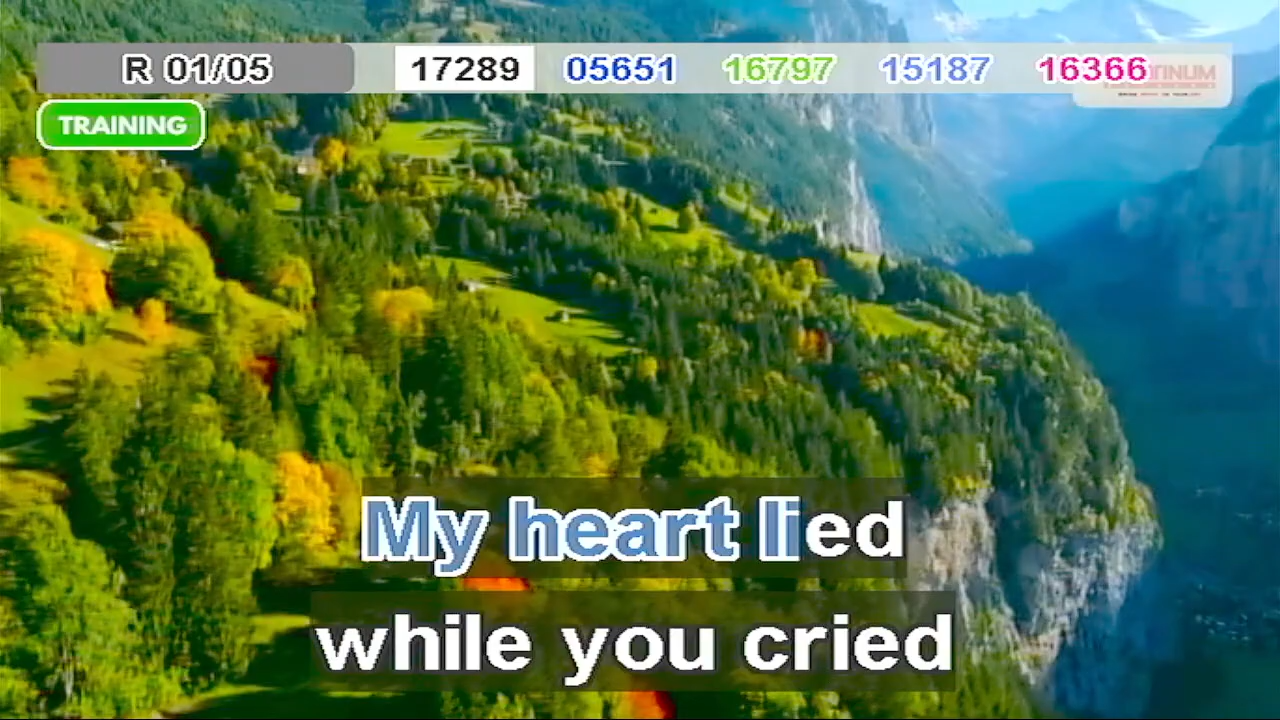 R 01/05 17289 05651 16797 15187 16366
TRAINING
My heart lied
while you cried